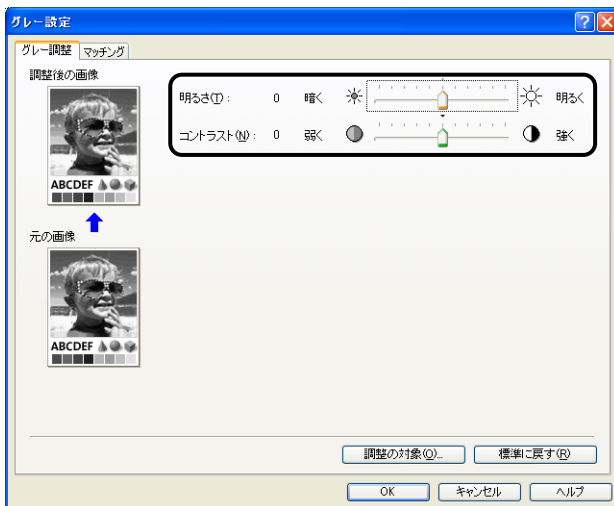 グレー設定
グレー調整 マッチング
調整後の画像
明るさ(T): 0 暗く 明るく
コントラスト(N): 0 弱く 強く
ABCDEF
元の画像
ABCDEF
調整の対象(O)... 標準に戻す(R)
OK キャンセル ヘルプ